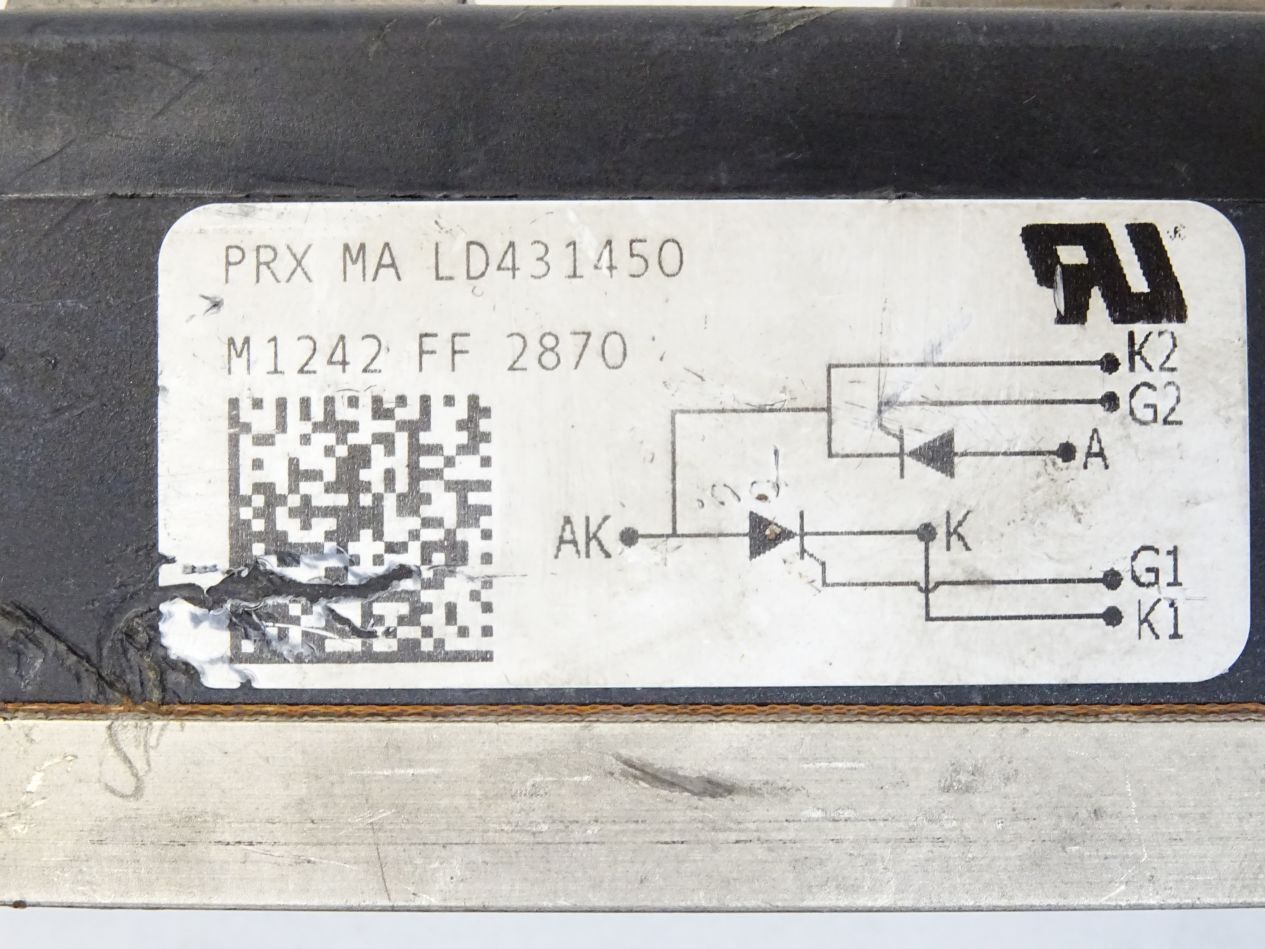 PRX MA LD431450
M1242 FF 2870
K2
G2
A
AK
K
G1
K1